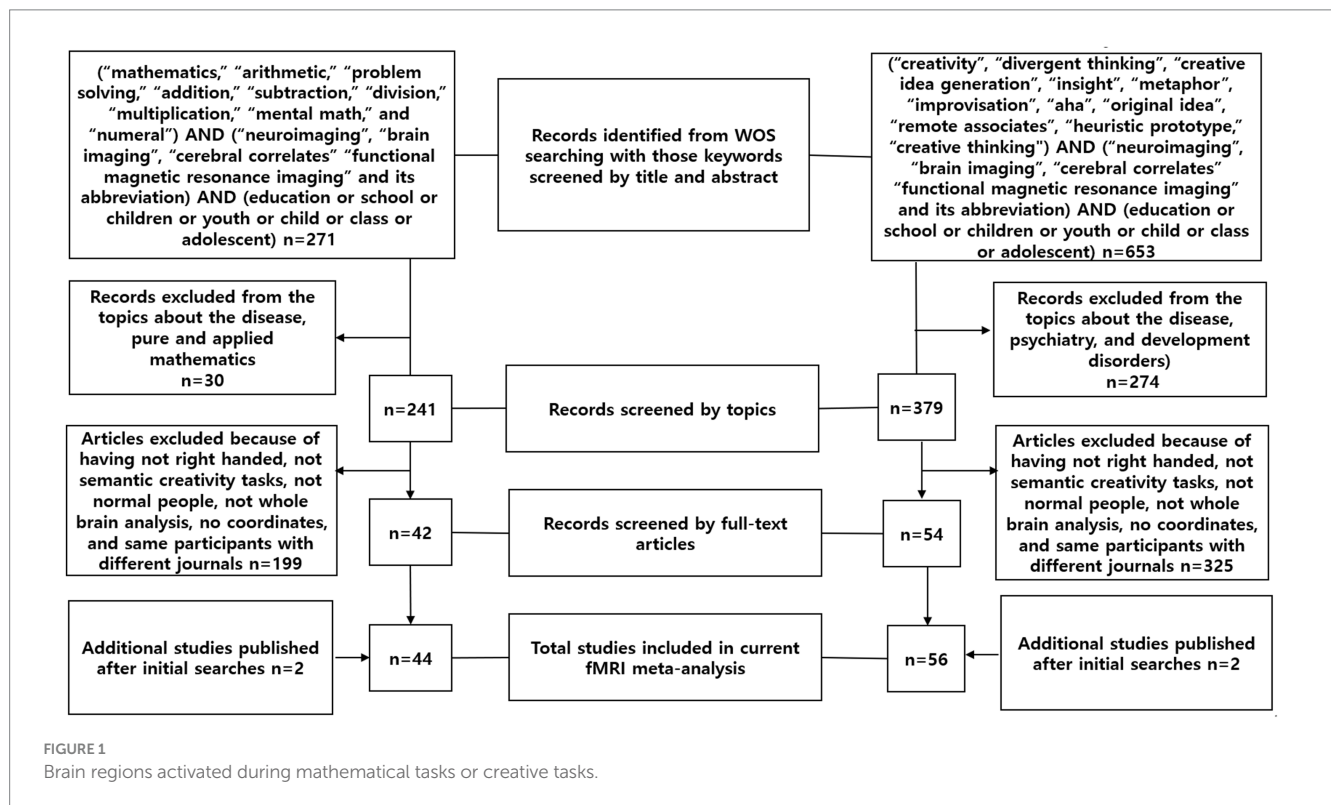 (“mathematics,” “arithmetic,” “problem
solving,” “addition,” “subtraction,” “division,”
“multiplication,” “mental math,” and
“numeral”) AND (“neuroimaging”, “brain
imaging”, “cerebral correlates” “functional
magnetic resonance imaging” and its
abbreviation) AND (education or school or
children or youth or child or class or
adolescent) n=271
Records identified from WOS
searching with those keywords
screened by title and abstract
(“creativity”, “divergent thinking”, “creative
idea generation”, “insight”, “metaphor”,
“improvisation”, “aha”, “original idea”,
“remote associates”, “heuristic prototype,”
“creative thinking") AND (“neuroimaging”,
“brain imaging”, “cerebral correlates”
“functional magnetic resonance imaging”
and its abbreviation) AND (education or
school or children or youth or child or class
or adolescent) n=653
Records excluded from the
topics about the disease,
pure and applied
mathematics
n=30
Records excluded from the
topics about the disease,
psychiatry, and development
disorders)
n=274
n=241
Records screened by topics
n=379
Articles excluded because of
having not right handed, not
semantic creativity tasks, not
normal people, not whole
brain analysis, no coordinates,
and same participants with
different journals n=199
Articles excluded because of
having not right handed, not
semantic creativity tasks, not
normal people, not whole
brain analysis, no coordinates,
and same participants with
different journals n=325
n=42
Records screened by full-text
articles
n=54
Additional studies published
after initial searches n=2
n=44
Total studies included in current
fMRI meta-analysis
n=56
Additional studies published
after initial searches n=2
FIGURE 1
Brain regions activated during mathematical tasks or creative tasks.